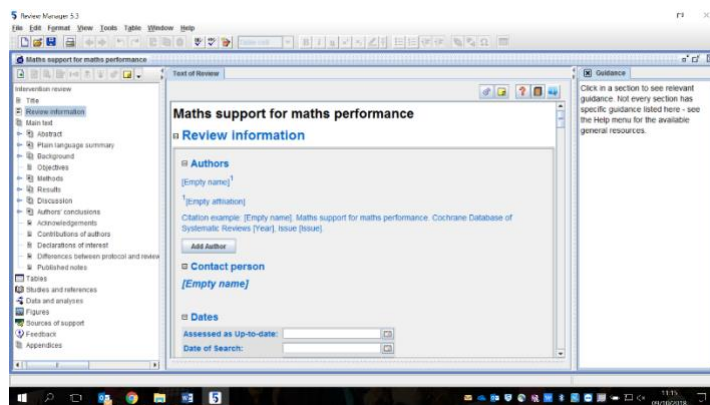 Review Manager 5.3
File Edit Format View Tools Table Window Help
Maths support for maths performance
Intervention review
Title
Review information
Main text
Abstract
Plain language summary
Background
Objectives
Methods
Results
Discussion
Authors' conclusions
Acknowledgements
Contributions of authors
Declarations of interest
Differences between protocol and review
Published notes
Tables
Studies and references
Data and analyses
Figures
Sources of support
Feedback
Appendices
Text of Review
Maths support for maths performance
Review information
Authors
[Empty name]1
1[Empty affiliation]
Citation example: [Empty name]. Maths support for maths performance. Cochrane Database of
Systematic Reviews [Year], Issue [Issue].
Add Author
Contact person
[Empty name]
Dates
Assessed as Up-to-date:
Date of Search:
Guidance
Click in a section to see relevant
guidance. Not every section has
specific guidance listed here - see
the Help menu for the available
general resources.
11:15
09/10/2018